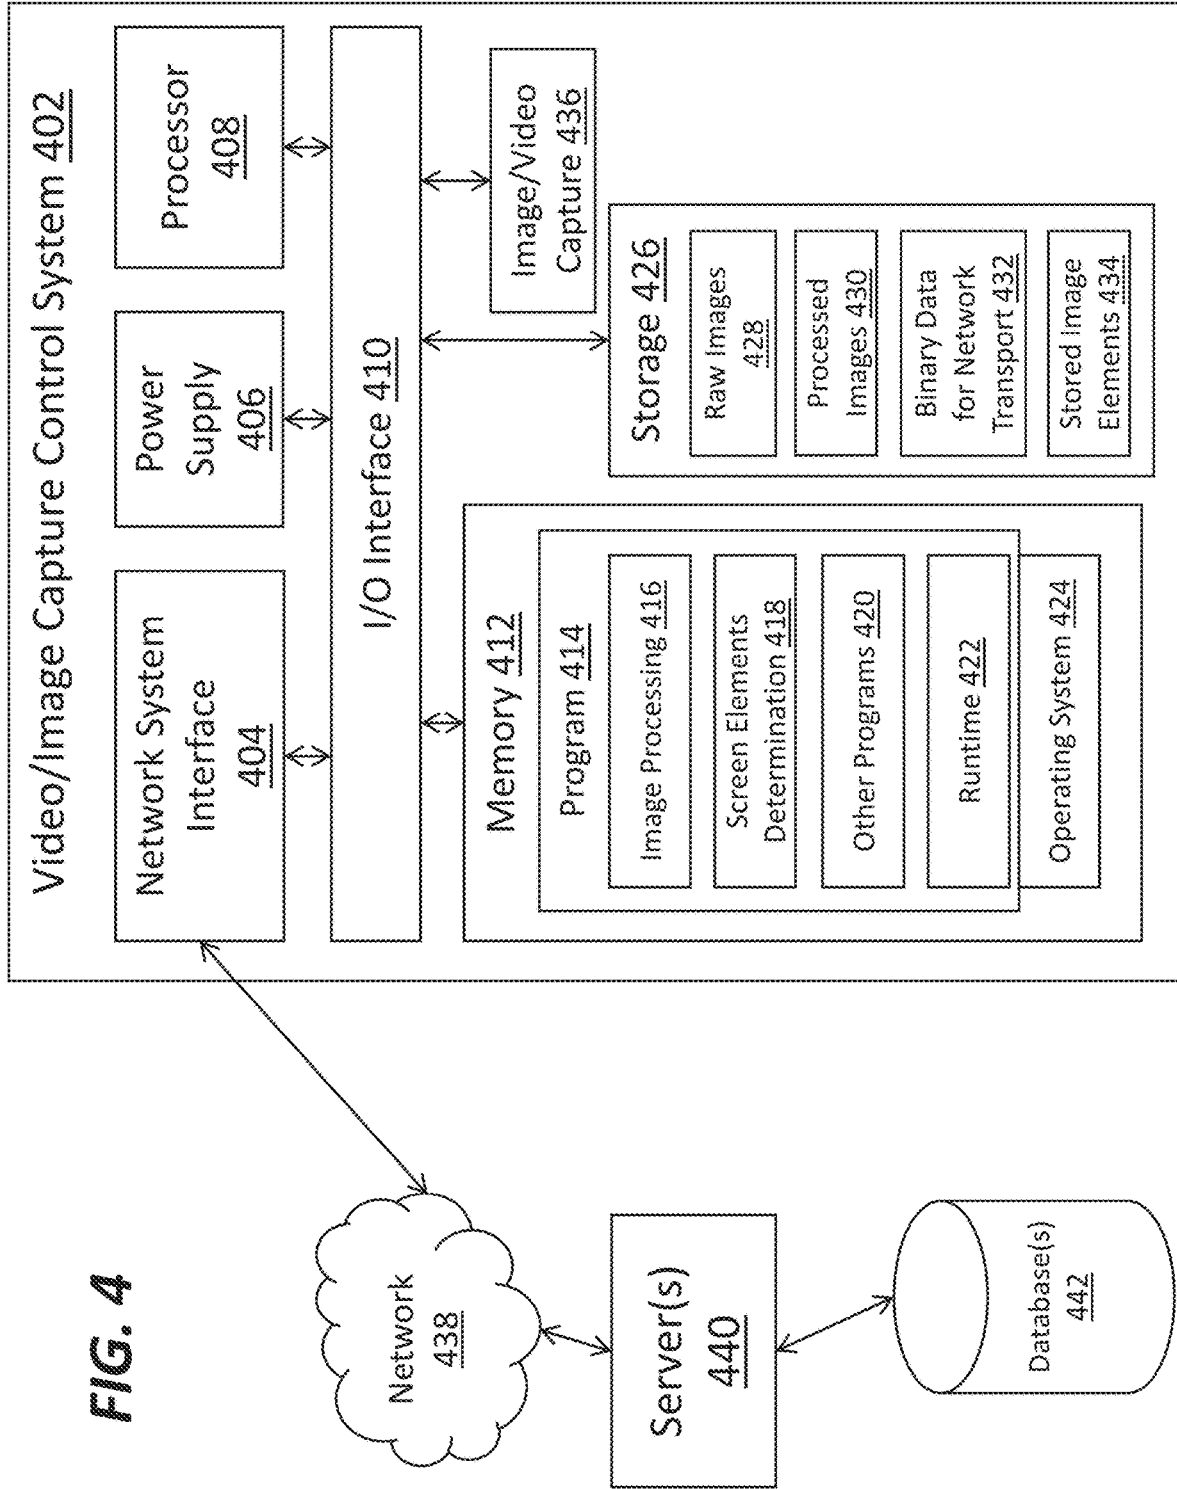 FIG. 4
Video/Image Capture Control System 402
Network System
Interface
404
Power
Supply
406
Processor
408
I/O Interface 410
Memory 412
Program 414
Image Processing 416
Screen Elements
Determination 418
Other Programs 420
Runtime 422
Operating System 424
Image/Video
Capture 436
Storage 426
Raw Images
428
Processed
Images 430
Binary Data
for Network
Transport 432
Stored Image
Elements 434
Network
438
Server(s)
440
Database(s)
442